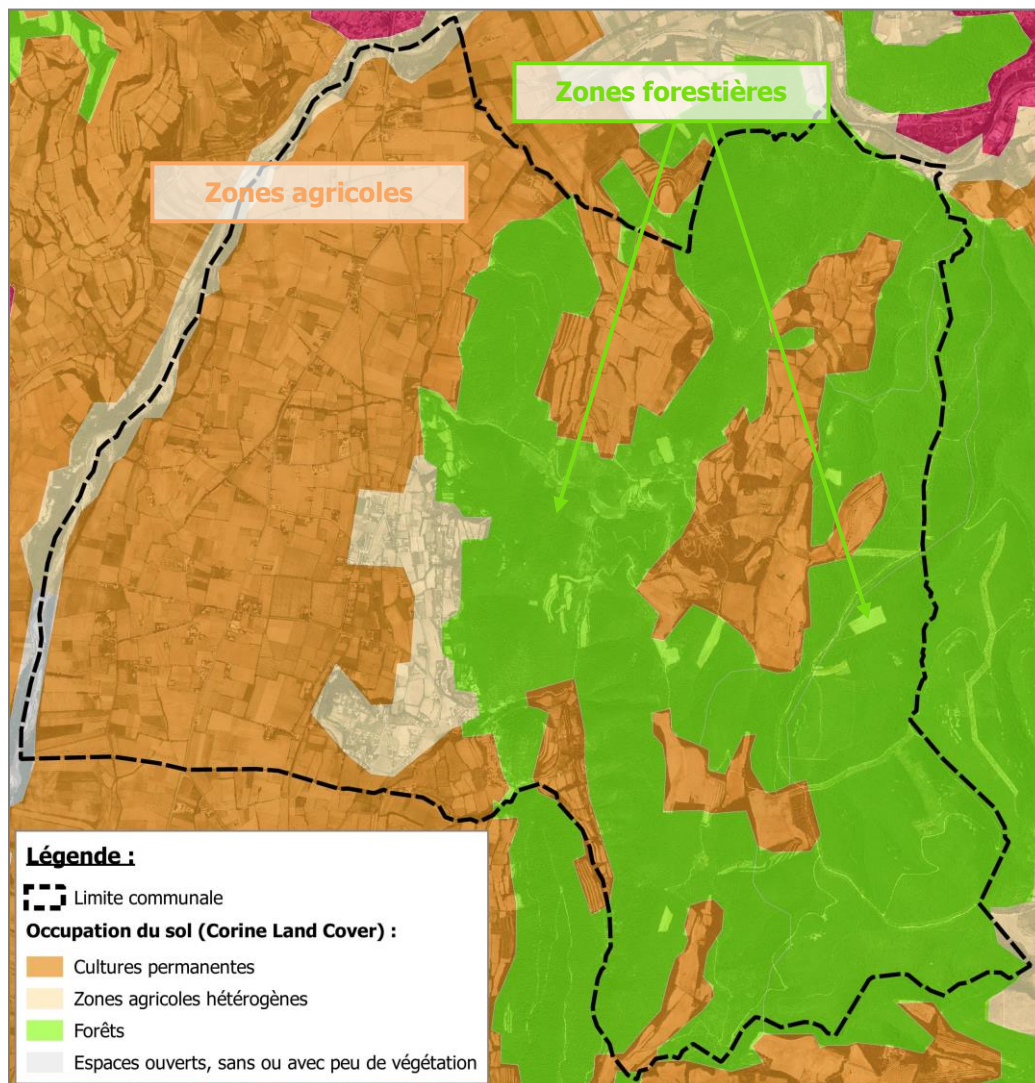 Zones forestières
Zones agricoles
Légende :
Limite communale
Occupation du sol (Corine Land Cover) :
Cultures permanentes
Zones agricoles hétérogènes
Forêts
Espaces ouverts, sans ou avec peu de végétation